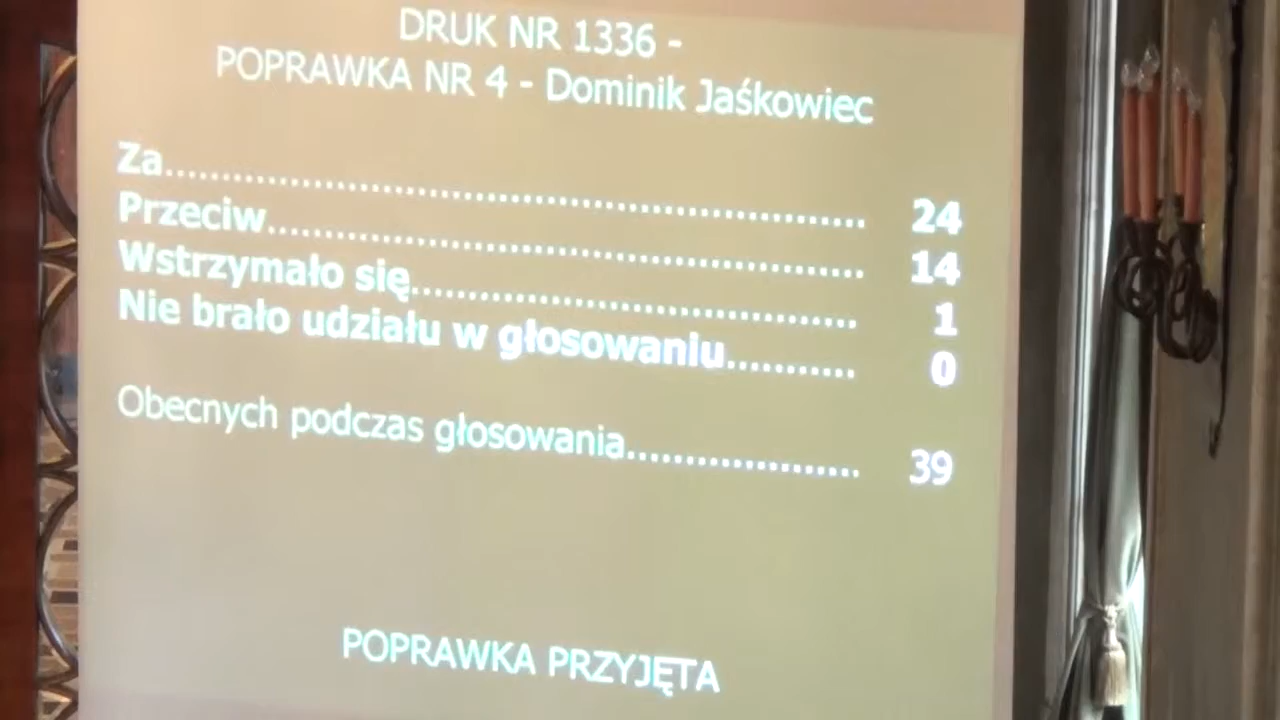 DRUK NR 1336 -
POPRAWKA NR 4 - Dominik Jaśkowiec
Za........................................................... 24
Przeciw.................................................. 14
Wstrzymało się..................................... 1
Nie brało udziału w głosowaniu........... 0
Obecnych podczas głosowania.................... 39
POPRAWKA PRZYJĘTA